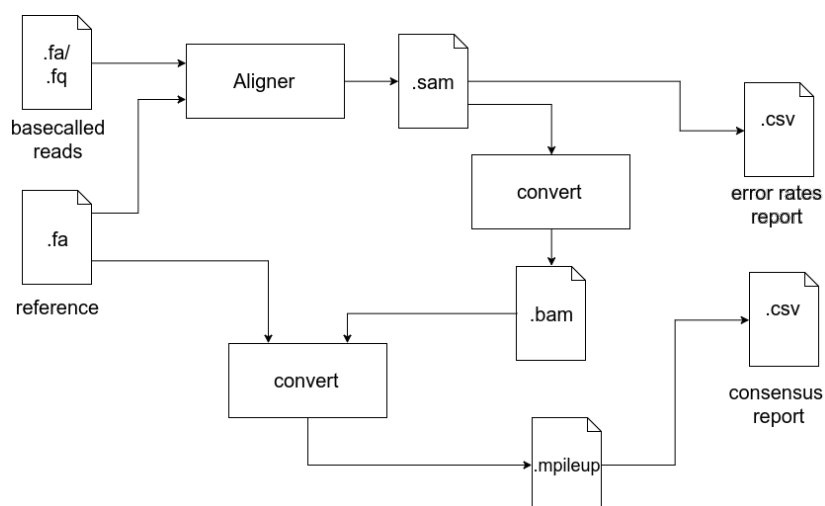 .fa/
.fq
basecalled
reads
Aligner
.sam
.csv
error rates
report
convert
.fa
reference
.bam
.csv
consensus
report
convert
.mpileup